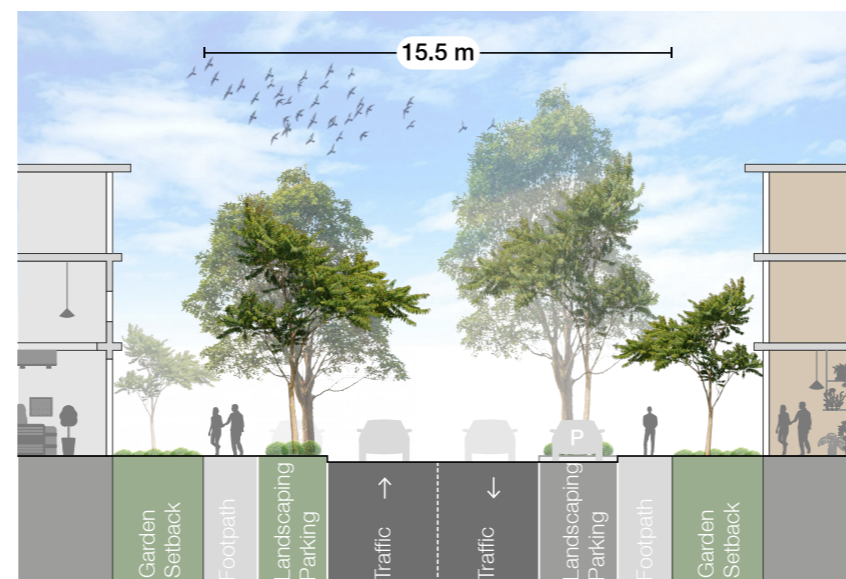 15.5 m
P
Garden
Setback
Footpath
Landscaping
Parking
Traffic
Traffic
Landscaping
Parking
Footpath
Garden
Setback